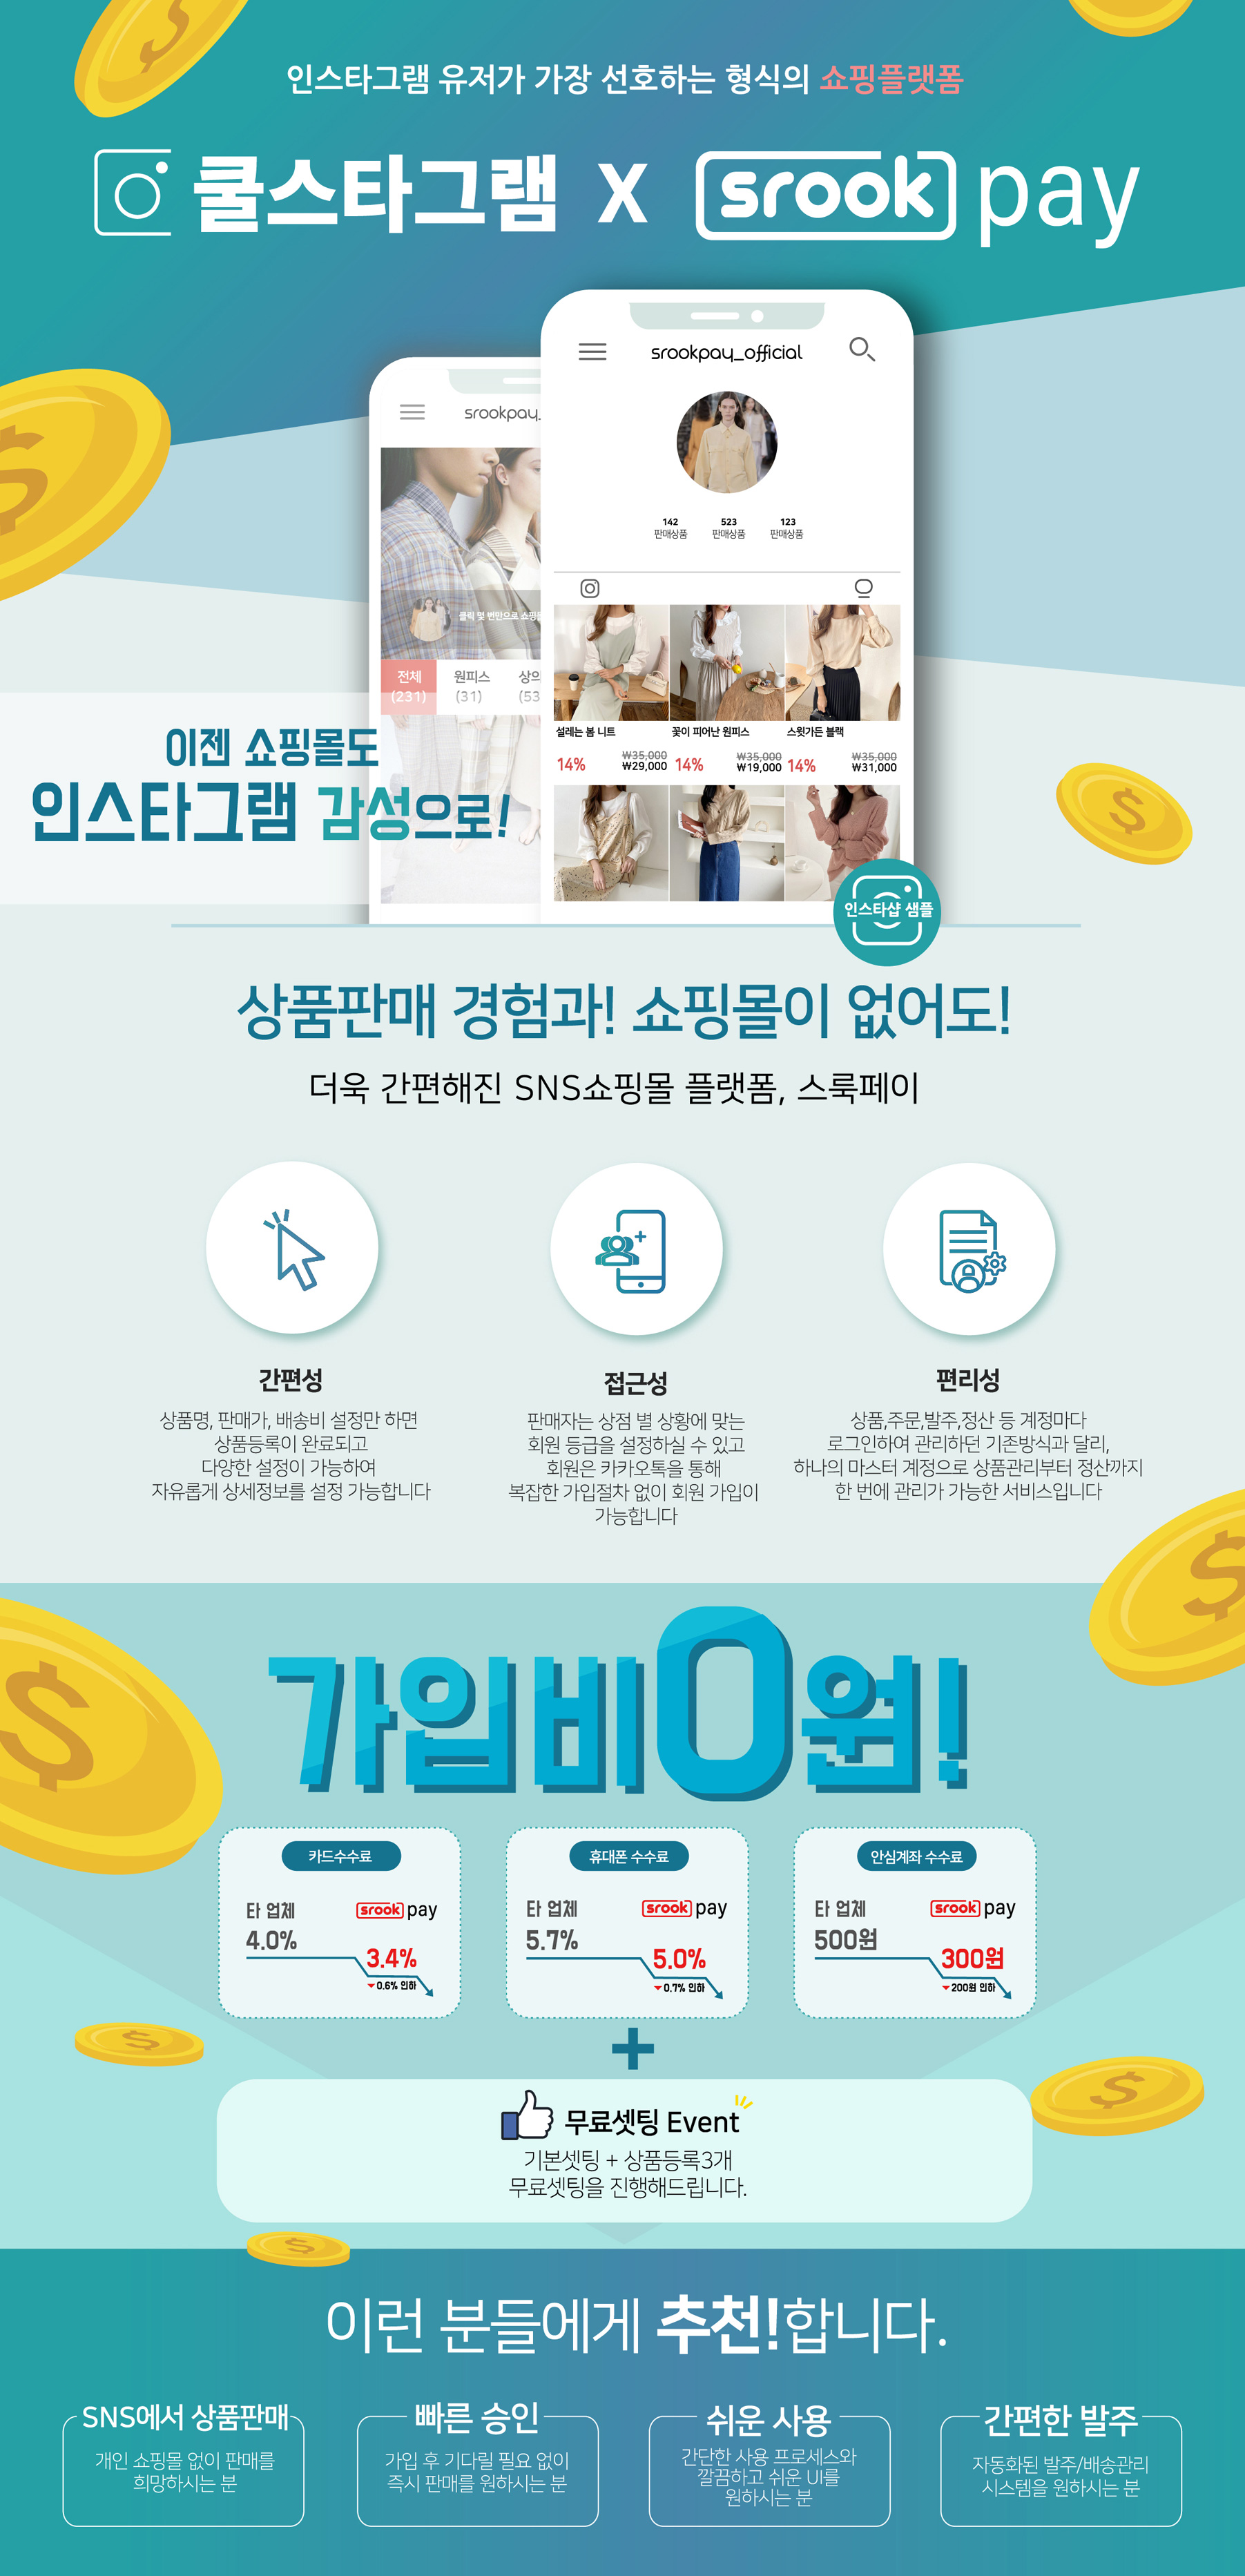 인스타그램 유저가 가장 선호하는 형식의 쇼핑플랫폼
쿨스타그램 X srook pay
srookpay_official
srookpay_
142 523 123
판매상품 판매상품 판매상품
클릭 몇 번만으로 쇼핑
전체 원피스 상의
(231) (31) (53
설레는 봄 니트 꽃이 피어난 원피스 스윗가든 블랙
14% ₩35,000 ₩29,000 14% ₩35,000 ₩19,000 14% ₩35,000 ₩31,000
이젠 쇼핑몰도
인스타그램 감성으로!
인스타샵 샘플
상품판매 경험과! 쇼핑몰이 없어도!
더욱 간편해진 SNS쇼핑몰 플랫폼, 스룩페이
간편성
상품명, 판매가, 배송비 설정만 하면
상품등록이 완료되고
다양한 설정이 가능하여
자유롭게 상세정보를 설정 가능합니다
접근성
판매자는 상점 별 상황에 맞는
회원 등급을 설정하실 수 있고
회원은 카카오톡을 통해
복잡한 가입절차 없이 회원 가입이
가능합니다
편리성
상품,주문,발주,정산 등 계정마다
로그인하여 관리하던 기존방식과 달리,
하나의 마스터 계정으로 상품관리부터 정산까지
한 번에 관리가 가능한 서비스입니다
가입비0원!
카드수수료
타 업체 srook pay
4.0%
3.4%
0.6% 인하
휴대폰 수수료
타 업체 srook pay
5.7%
5.0%
0.7% 인하
안심계좌 수수료
타 업체 srook pay
500원
300원
200원 인하
+
무료셋팅 Event
기본셋팅 + 상품등록3개
무료셋팅을 진행해드립니다.
이런 분들에게 추천!합니다.
SNS에서 상품판매
개인 쇼핑몰 없이 판매를
희망하시는 분
빠른 승인
가입 후 기다릴 필요 없이
즉시 판매를 원하시는 분
쉬운 사용
간단한 사용 프로세스와
깔끔하고 쉬운 UI를
원하시는 분
간편한 발주
자동화된 발주/배송관리
시스템을 원하시는 분